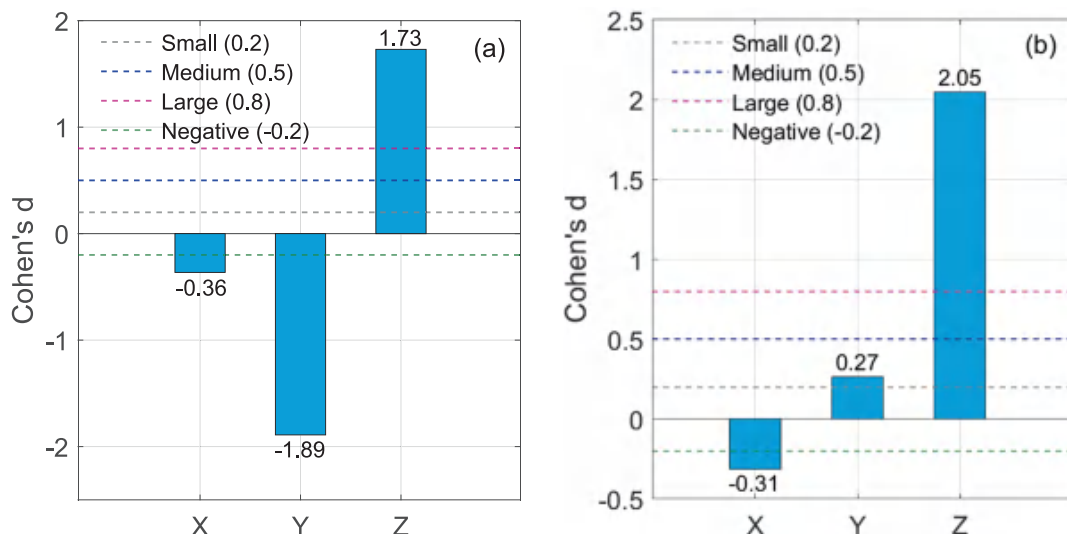 (a)
Small (0.2)
Medium (0.5)
Large (0.8)
Negative (-0.2)
2
1
0
-1
-2
Cohen's d
1.73
-0.36
-1.89
X Y Z
(b)
Small (0.2)
Medium (0.5)
Large (0.8)
Negative (-0.2)
2.5
2
1.5
1
0.5
0
-0.5
Cohen's d
2.05
0.27
-0.31
X Y Z